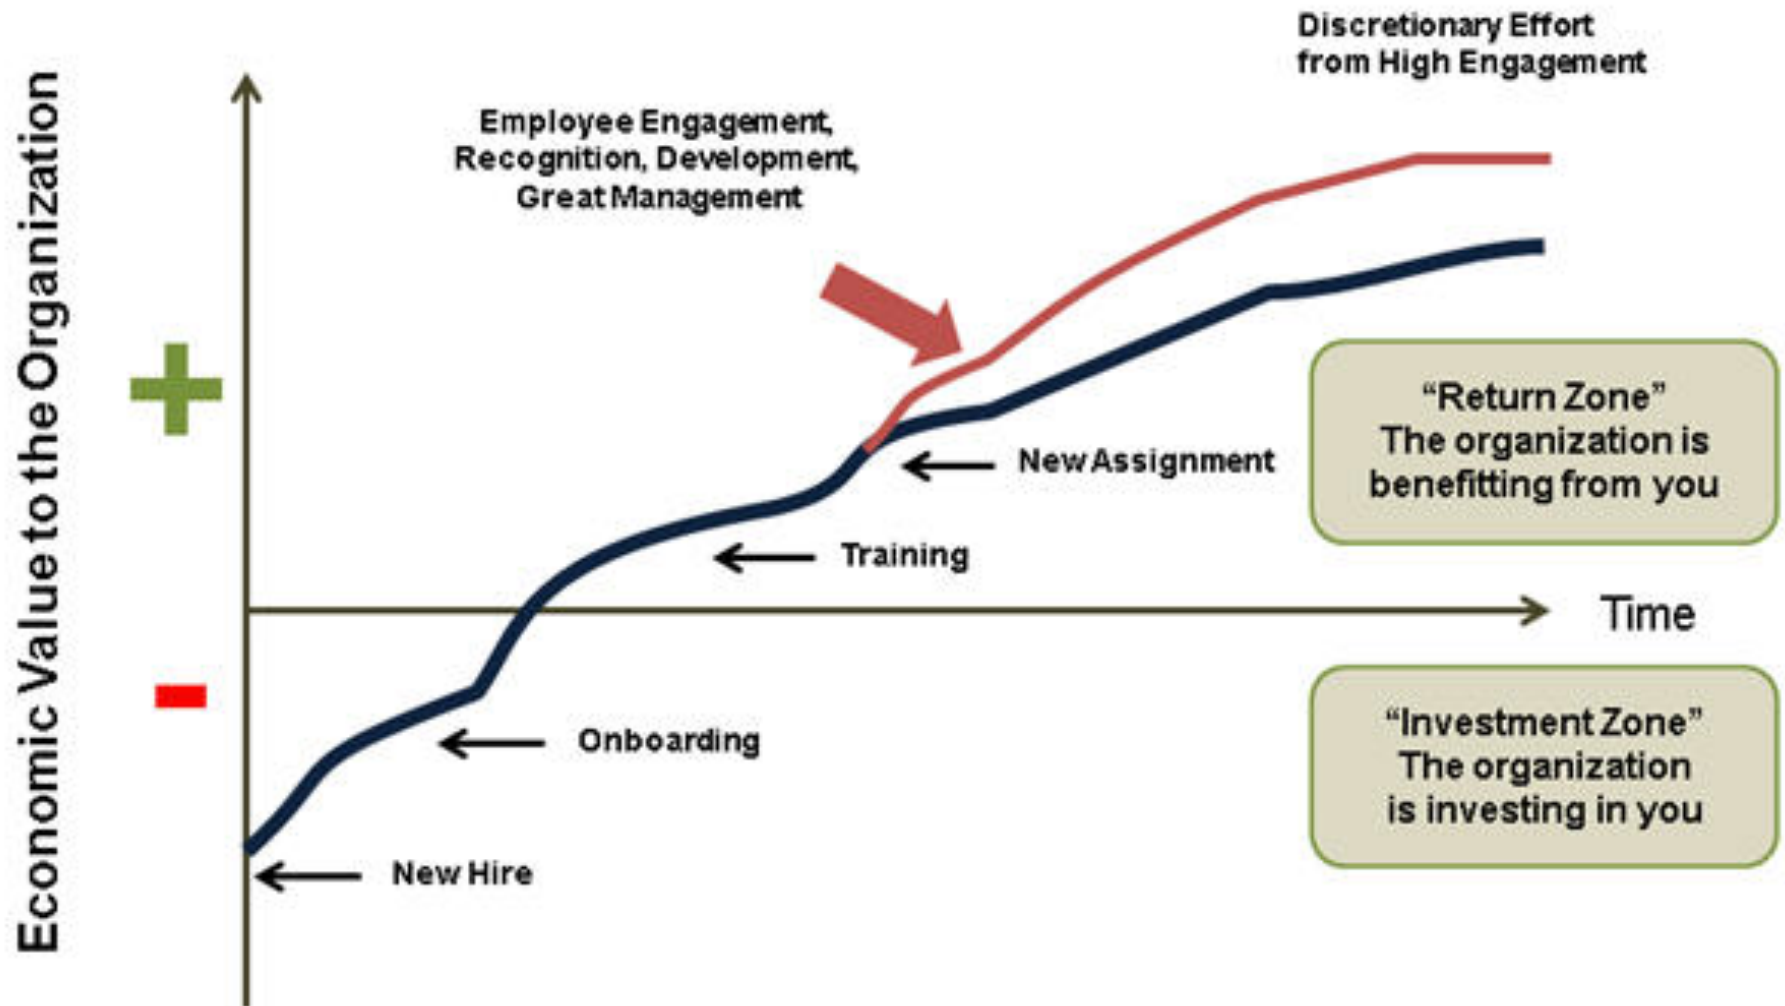 Discretionary Effort
from High Engagement
Employee Engagement,
Recognition, Development,
Great Management
Economic Value to the Organization
New Assignment
Training
Onboarding
New Hire
Time
“Return Zone”
The organization is
benefitting from you
“Investment Zone”
The organization
is investing in you